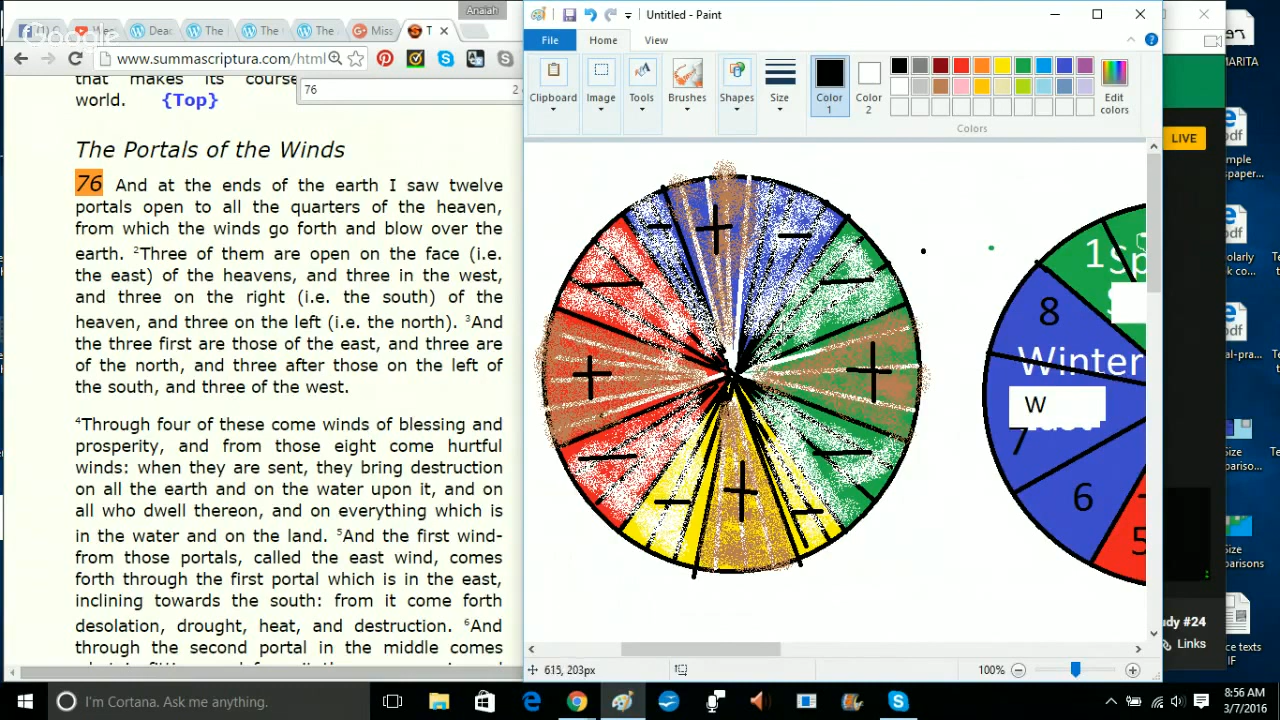 Anaiah
Untitled - Paint
Google
Dear
The
The
The
Miss
T
File
Home
View
www.summascriptura.com/html
that makes its course
76
2
world. {Top}
Clipboard
Image
Tools
Brushes
Shapes
Size
Color
1
Color
2
Edit
colors
Colors
LIVE
The Portals of the Winds
76 And at the ends of the earth I saw twelve
portals open to all the quarters of the heaven,
from which the winds go forth and blow over the
earth. 2Three of them are open on the face (i.e.
the east) of the heavens, and three in the west,
and three on the right (i.e. the south) of the
heaven, and three on the left (i.e. the north). 3And
the three first are those of the east, and three are
of the north, and three after those on the left of
the south, and three of the west.
4Through four of these come winds of blessing and
prosperity, and from those eight come hurtful
winds: when they are sent, they bring destruction
on all the earth and on the water upon it, and on
all who dwell thereon, and on everything which is
in the water and on the land. 5And the first wind-
from those portals, called the east wind, comes
forth through the first portal which is in the east,
inclining towards the south: from it come forth
desolation, drought, heat, and destruction. 6And
through the second portal in the middle comes
1
Sp
8
Winter
W
7
6
5
dy #24
Links
615, 203px
100%
I'm Cortana. Ask me anything.
8:56 AM
3/7/2016